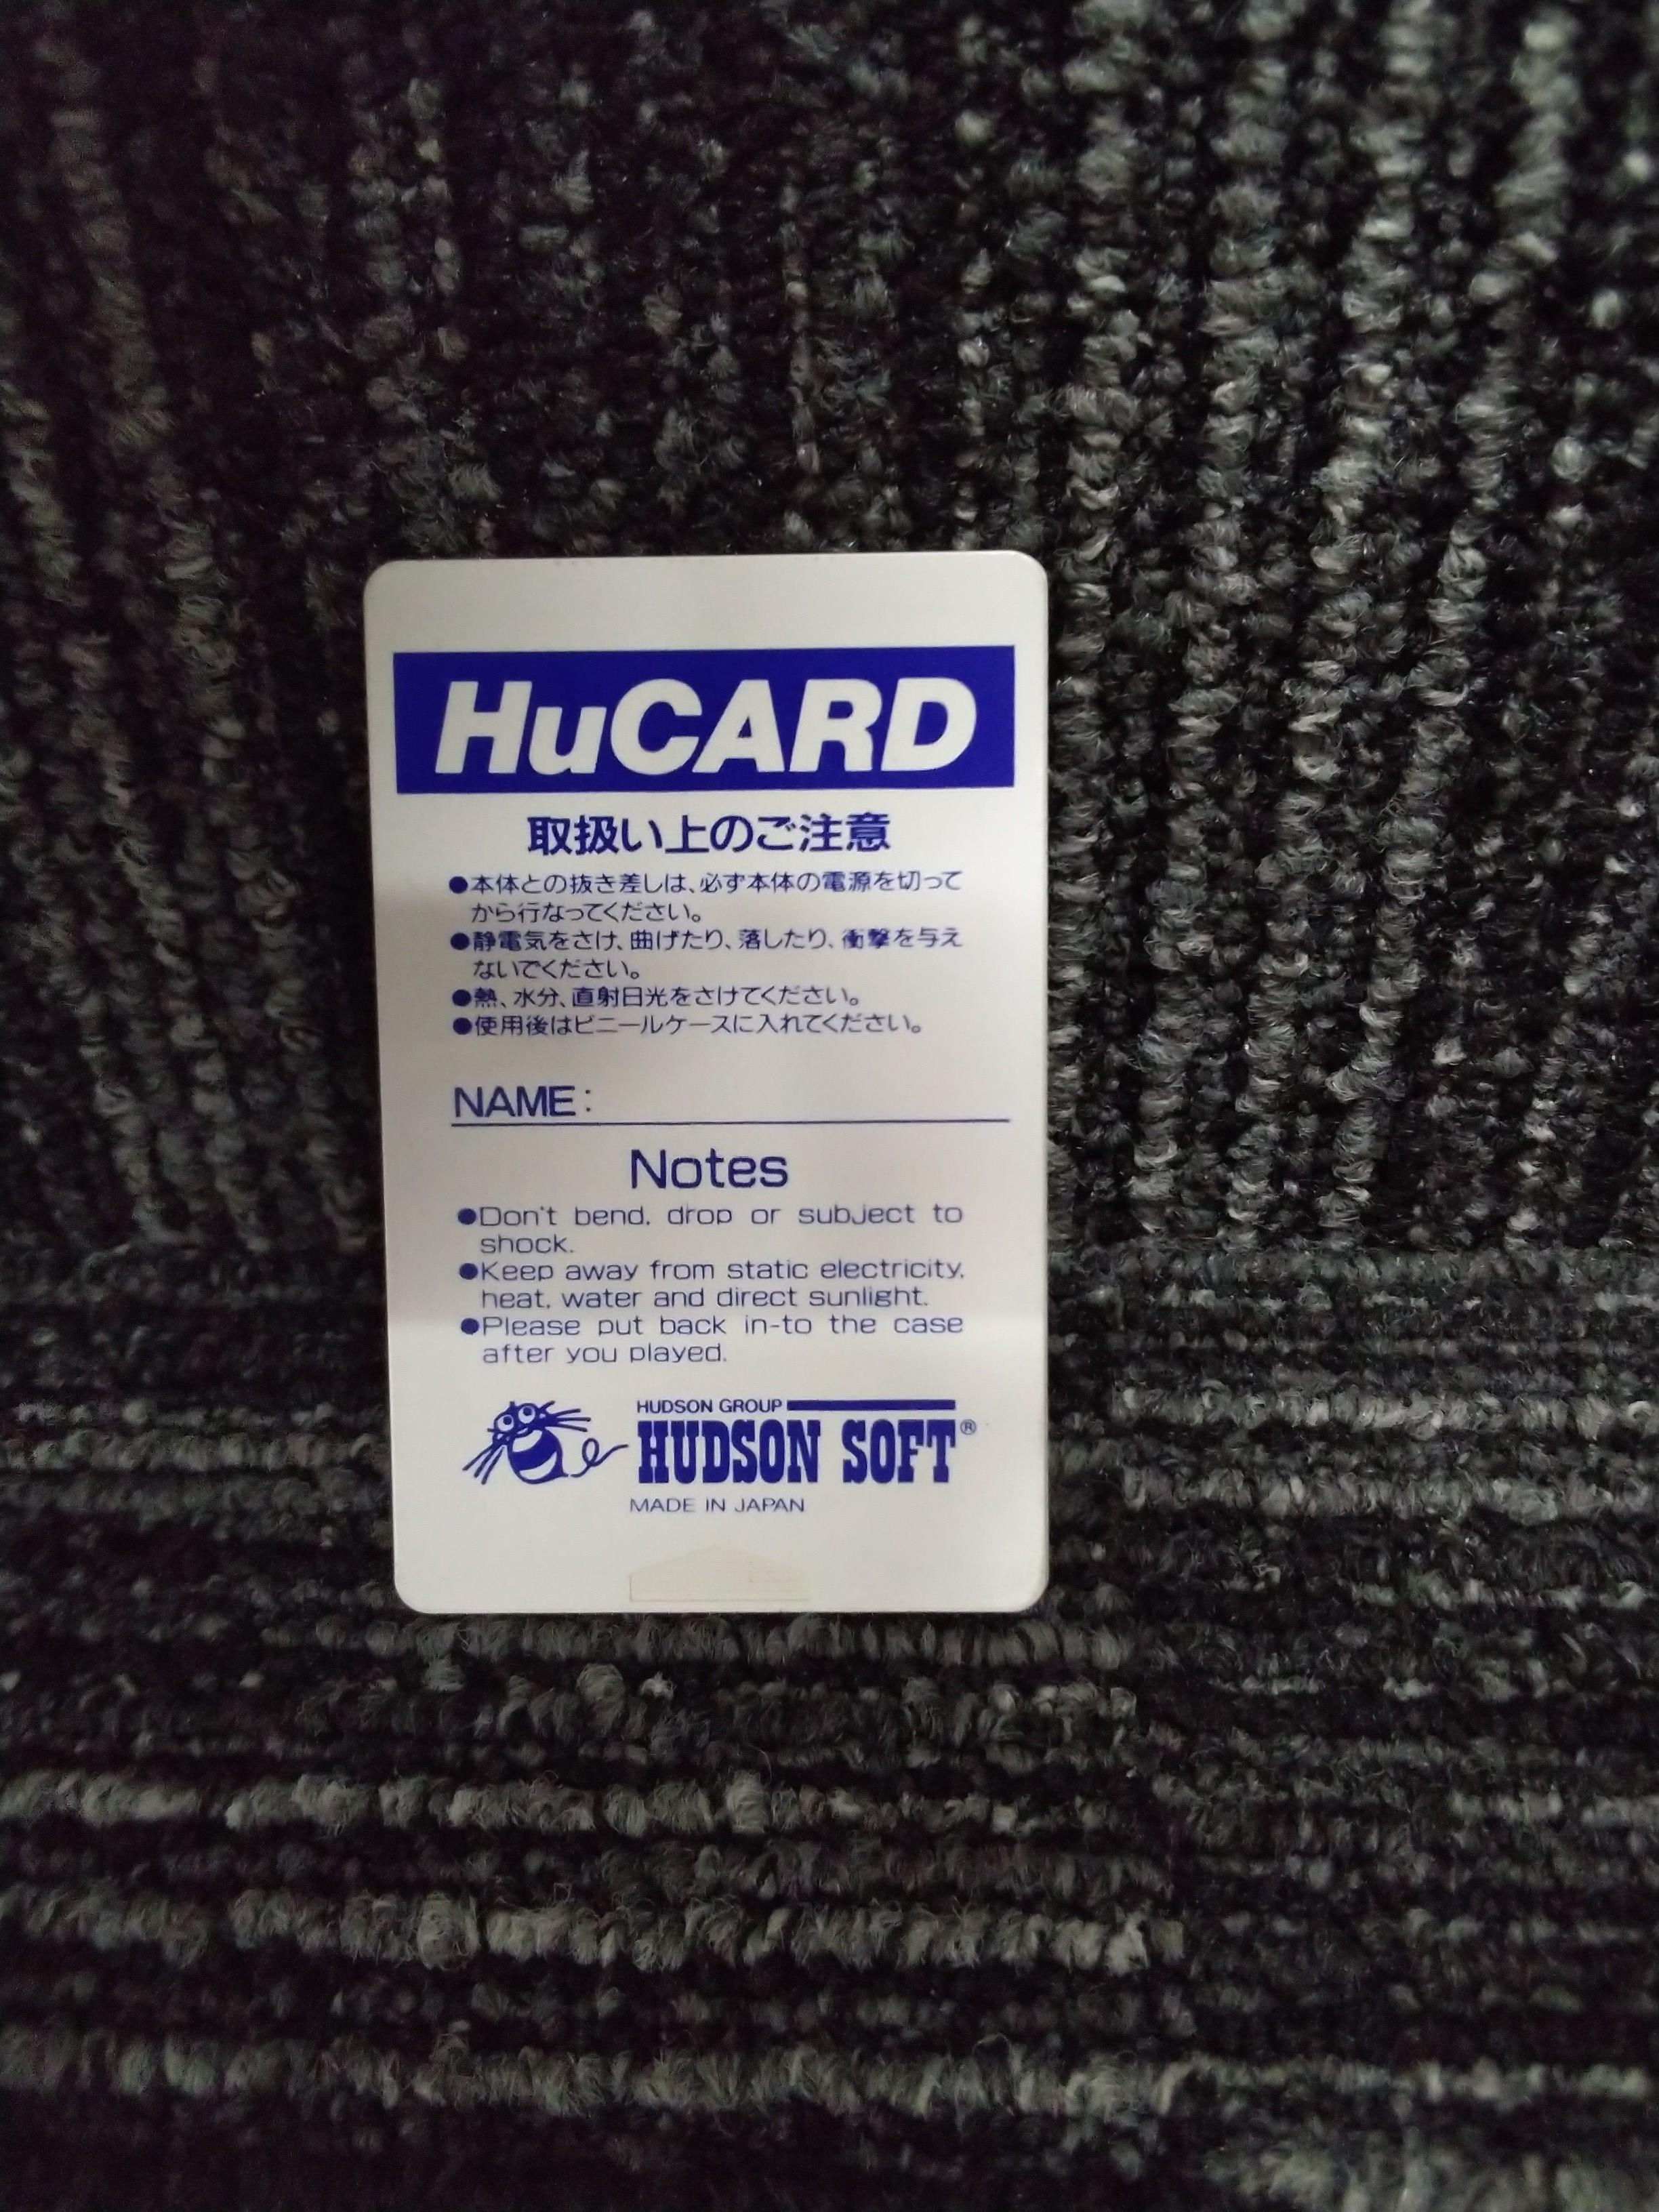 HuCARD
取扱い上のご注意
●本体との抜き差しは、必ず本体の電源を切って
から行なってください。
●静電気をさけ、曲げたり、落したり、衝撃を与え
ないでください。
●熱、水分、直射日光をさけてください。
●使用後はビニールケースに入れてください。
NAME:
Notes
●Don't bend, drop or subject to
shock.
●Keep away from static electricity,
heat, water and direct sunlight.
●Please put back in-to the case
after you played.
HUDSON GROUP
HUDSON SOFT®
MADE IN JAPAN